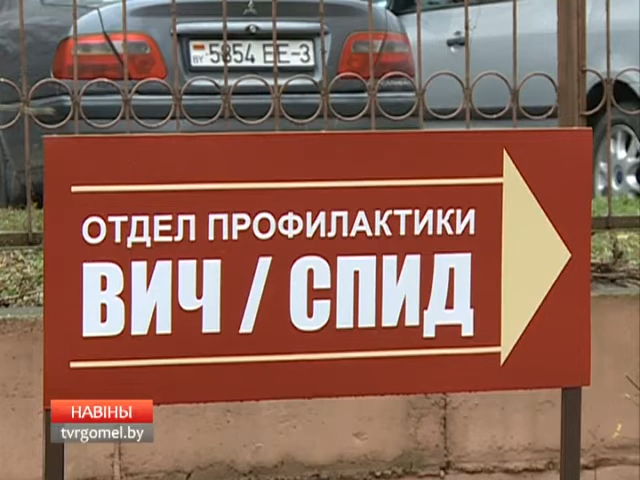 BY 5854 EE-3
ОТДЕЛ ПРОФИЛАКТИКИ
ВИЧ / СПИД
НАВІНЫ
tvrgomel.by